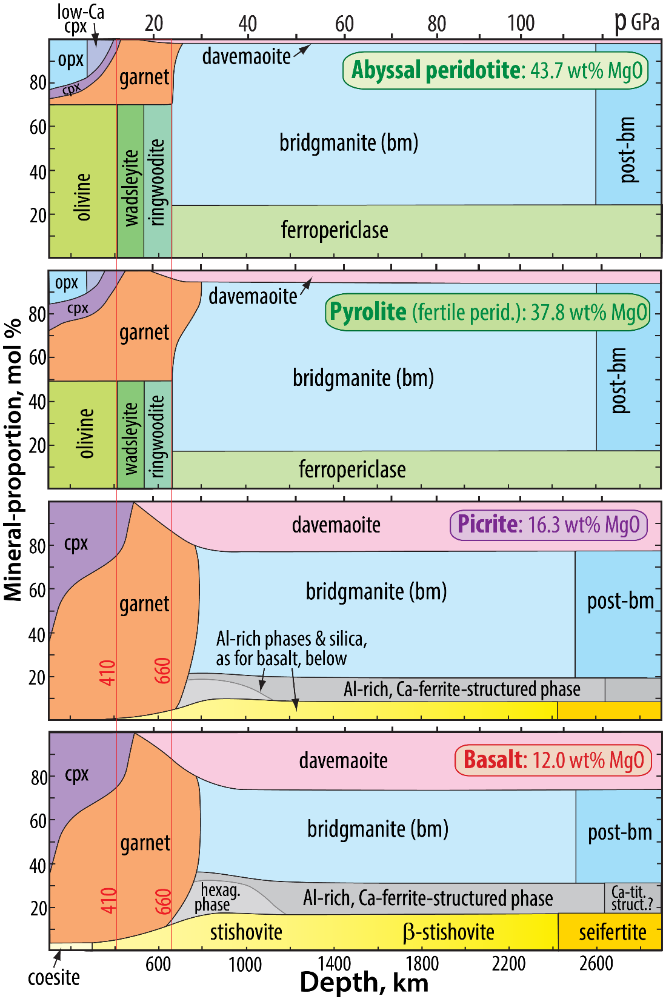 low-Ca
cpx
20 40 60 80 100 p GPa
opx
davemaoite
Abyssal peridotite: 43.7 wt% MgO
garnet
80
cpx
60
bridgmanite (bm)
post-bm
40
olivine
wadsleyite
ringwoodite
20
ferropericlase
opx
davemaoite
Pyrolite (fertile perid.): 37.8 wt% MgO
80
cpx
garnet
60
bridgmanite (bm)
post-bm
40
olivine
wadsleyite
ringwoodite
20
ferropericlase
Mineral-proportion, mol %
davemaoite
Picrite: 16.3 wt% MgO
cpx
80
60
bridgmanite (bm)
garnet
post-bm
40
Al-rich phases & silica,
as for basalt, below
410
660
20
Al-rich, Ca-ferrite-structured phase
davemaoite
Basalt: 12.0 wt% MgO
cpx
80
60
bridgmanite (bm)
post-bm
garnet
40
410
660
hexag.
phase
Al-rich, Ca-ferrite-structured phase
Ca-tit.
struct.?
20
stishovite
β-stishovite
seifertite
600 1000 1400 1800 2200 2600
coesite
Depth, km